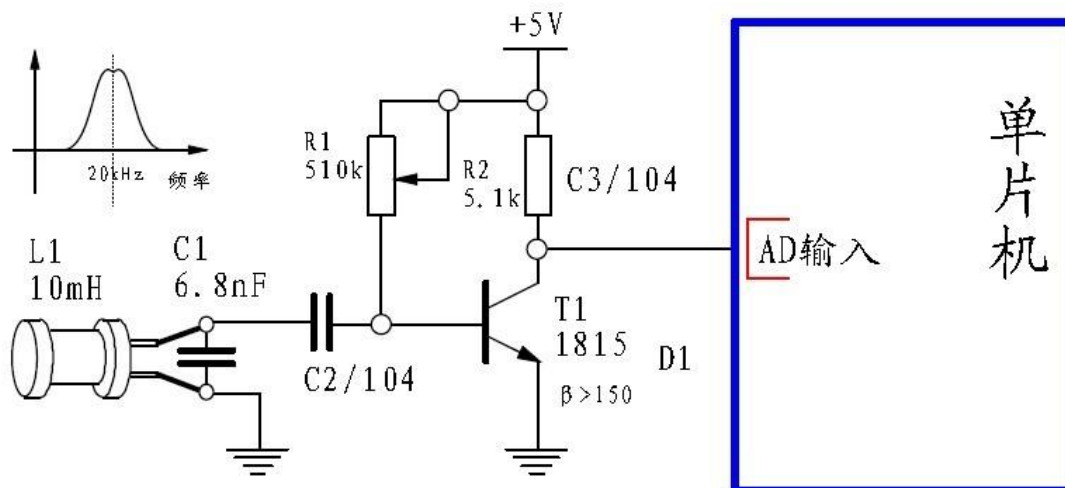 +5V
R1
510k
R2
5.1k
C3/104
20kHz
频率
L1
10mH
C1
6.8nF
C2/104
T1
1815
β>150
D1
AD输入
单片机